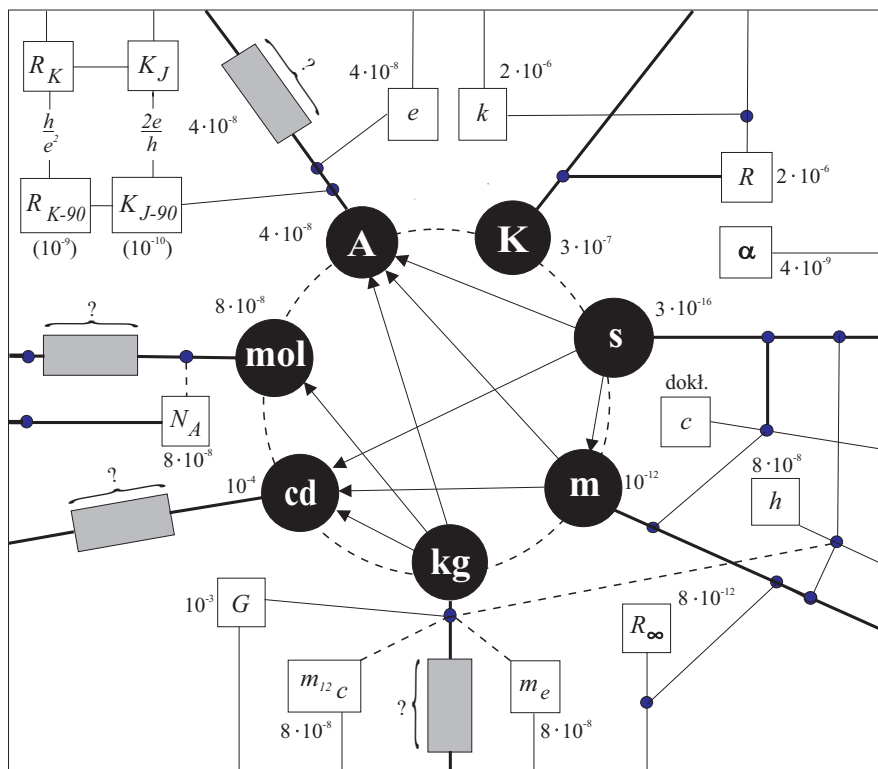 ?
R_K K_J
4·10⁻⁸
e
k
2·10⁻⁶
h/e²
2e/h
4·10⁻⁸
R_K-90 K_J-90
(10⁻⁹) (10⁻¹⁰)
R 2·10⁻⁶
4·10⁻⁸
A
K
3·10⁻⁷
α
4·10⁻⁹
?
8·10⁻⁸
mol
s
3·10⁻¹⁶
N_A
8·10⁻⁸
dokł.
c
?
10⁻⁴
cd
m
10⁻¹²
8·10⁻⁸
h
kg
10⁻³
G
8·10⁻¹²
R_∞
m_12 C
8·10⁻⁸
?
m_e
8·10⁻⁸